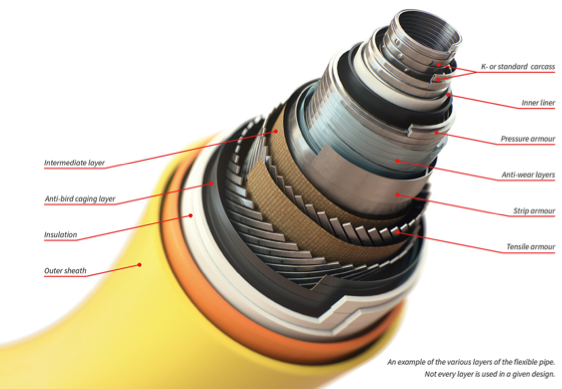 K- or standard carcass
Inner liner
Pressure armour
Intermediate layer
Anti-wear layers
Anti-bird caging layer
Strip armour
Insulation
Tensile armour
Outer sheath
An example of the various layers of the flexible pipe.
Not every layer is used in a given design.